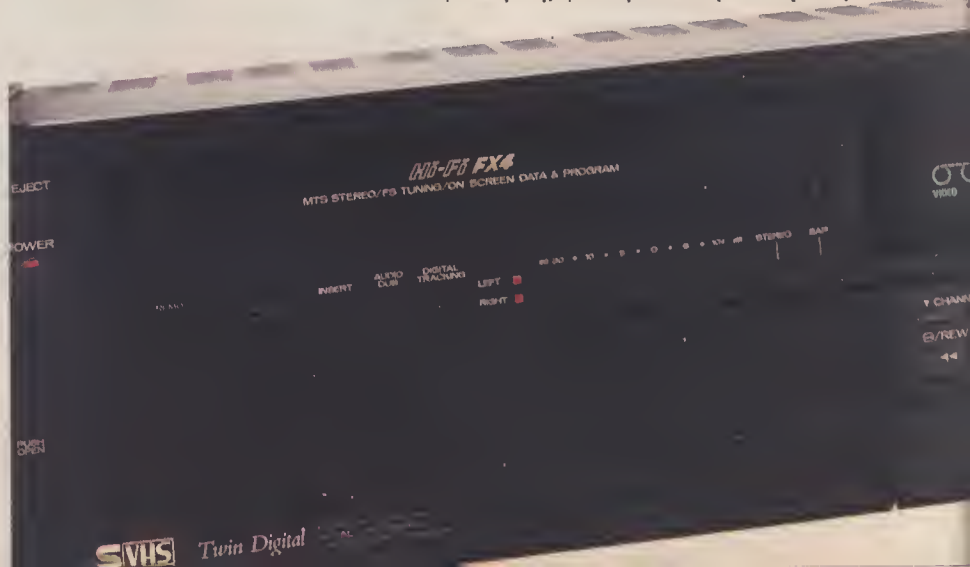 EJECT
Hi-Fi FX4
MTS STEREO/FS TUNING/ON SCREEN DATA & PROGRAM
VIDEO
POWER
INSERT
AUDIO DUB
DIGITAL TRACKING
LEFT
RIGHT
STEREO
SAP
▼ CHANN
/REW
◀◀
PUSH OPEN
S VHS
Twin Digital